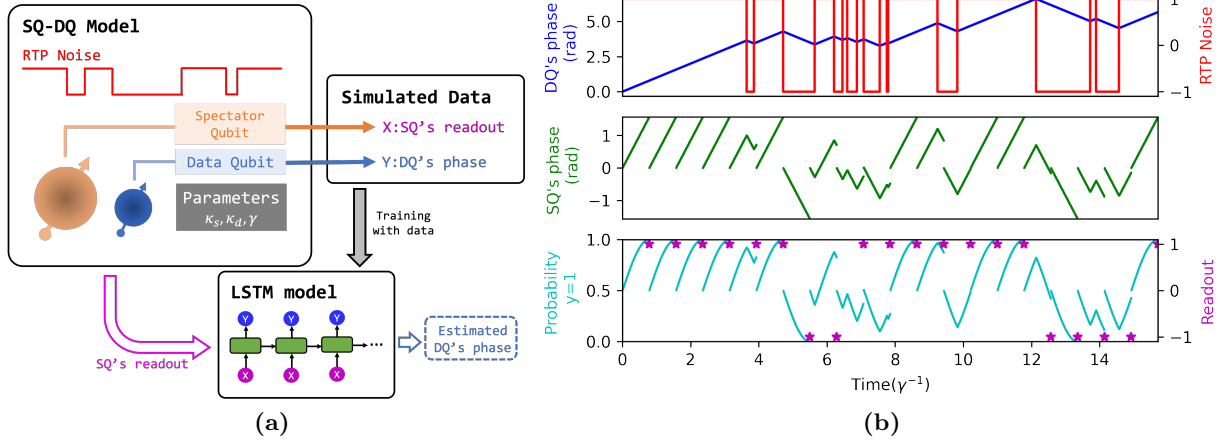 SQ-DQ Model
RTP Noise
Spectator
Qubit
Data Qubit
Parameters
κs, κd, γ
Simulated Data
X:SQ's readout
Y:DQ's phase
Training
with data
LSTM model
Y Y Y
...
X X X
SQ's readout
Estimated
DQ's phase
(a)
DQ's phase
(rad)
5.0
2.5
0.0
1
0
−1
RTP Noise
SQ's phase
(rad)
1
0
−1
Probability
y=1
1.0
0.5
0.0
1
0
−1
Readout
0 2 4 6 8 10 12 14
Time(γ⁻¹)
(b)